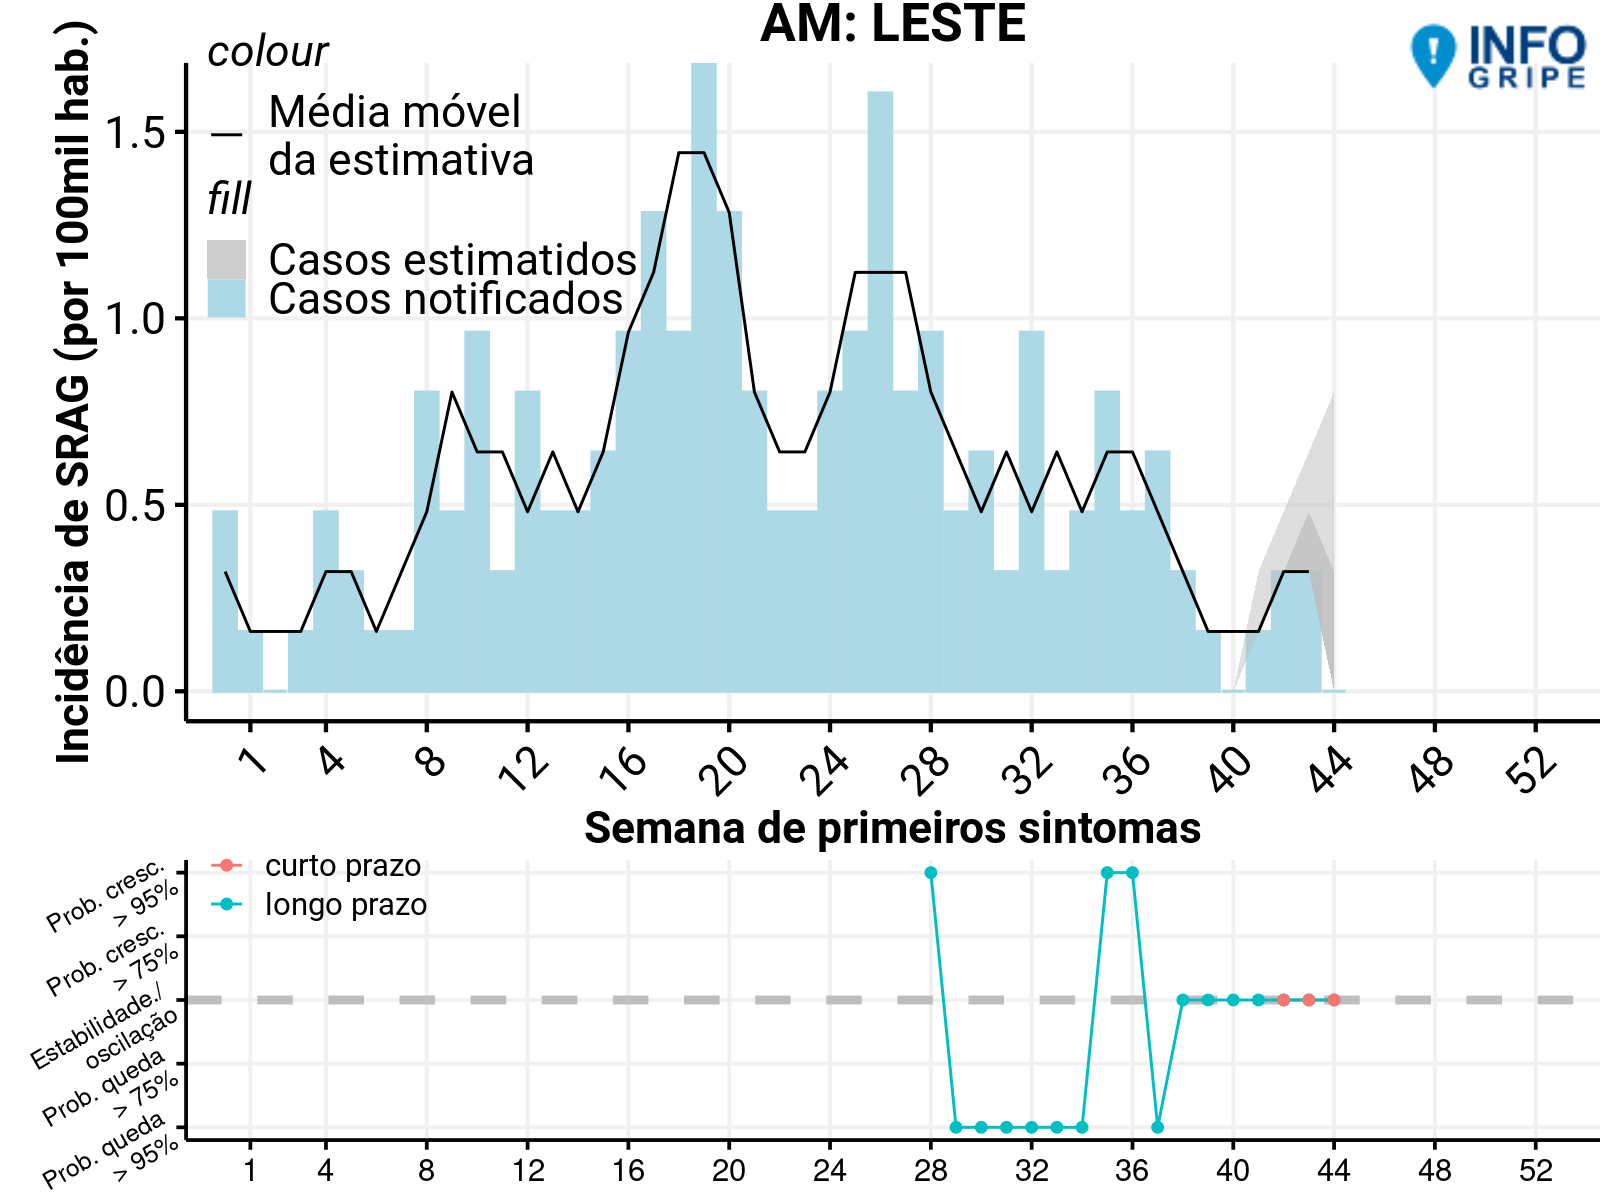 AM: LESTE
INFO
GRIPE
Incidência de SRAG (por 100mil hab.)
colour
Média móvel
da estimativa
fill
Casos estimatidos
Casos notificados
1.5
1.0
0.5
0.0
1 4 8 12 16 20 24 28 32 36 40 44 48 52
Semana de primeiros sintomas
curto prazo
longo prazo
Prob. cresc.
> 95%
Prob. cresc.
> 75%
Estabilidade./
oscilação
Prob. queda
> 75%
Prob. queda
> 95%
1 4 8 12 16 20 24 28 32 36 40 44 48 52